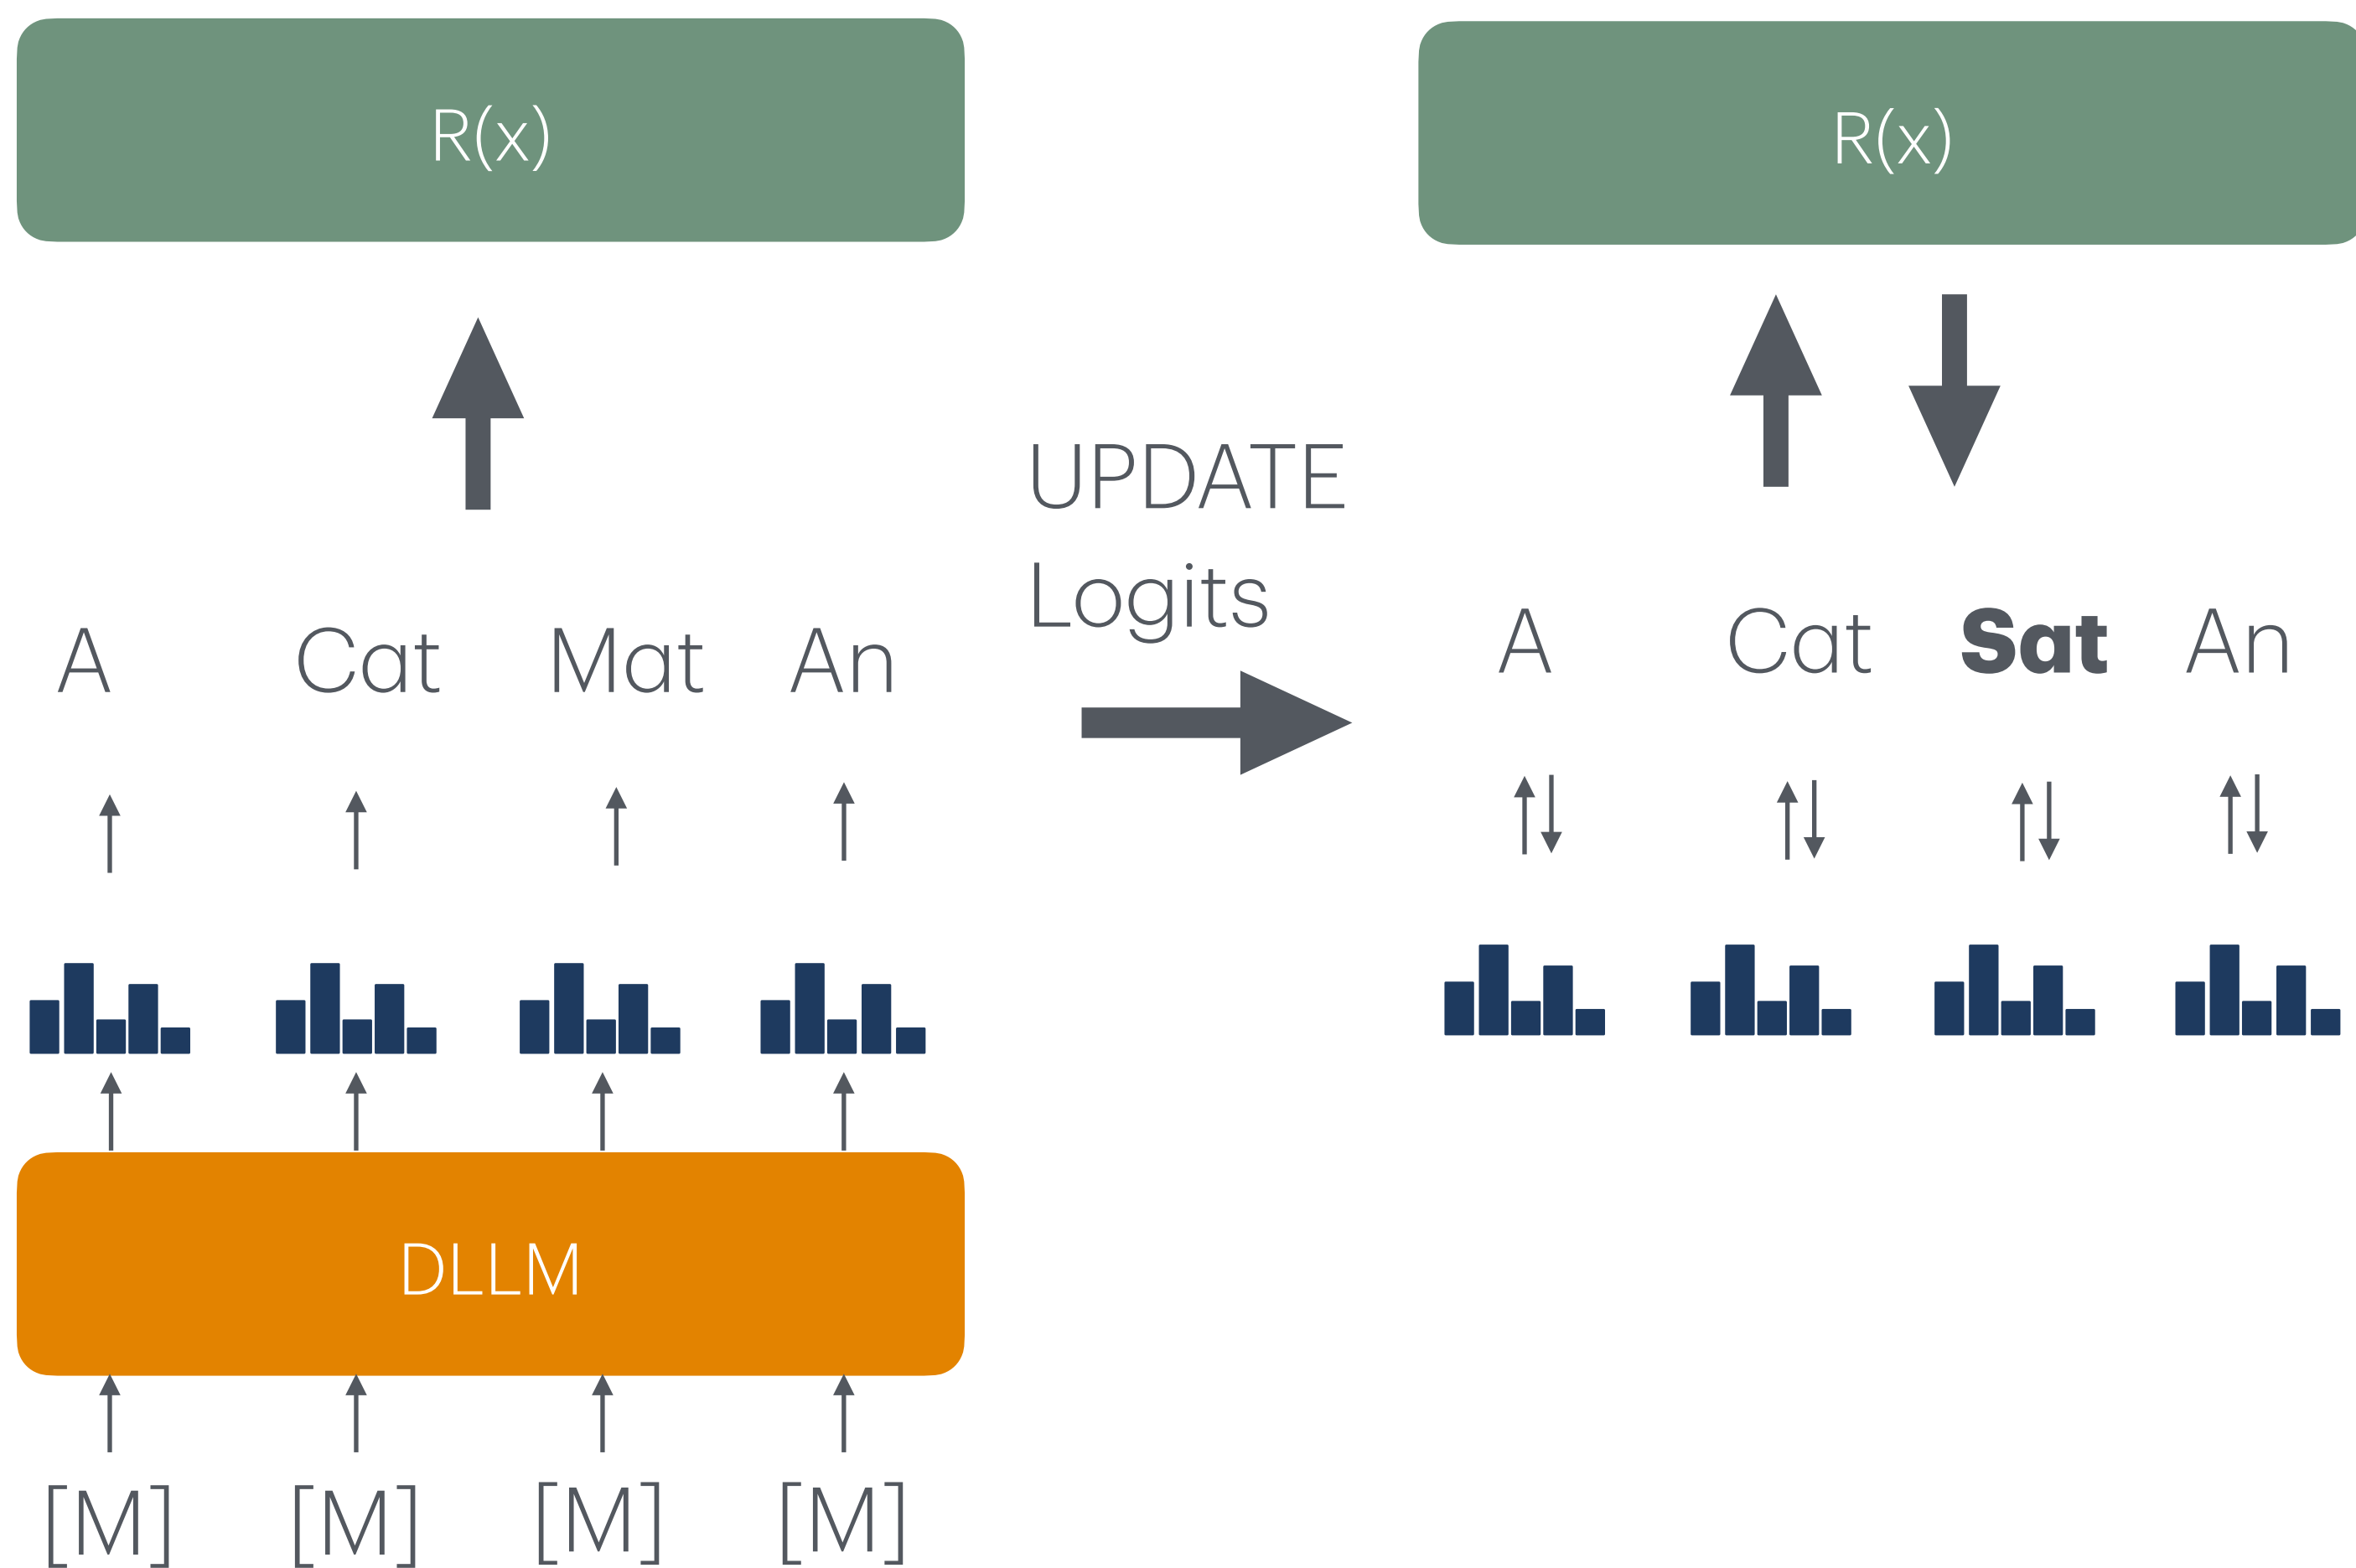 R(x)
R(x)
UPDATE
Logits
A Cat Mat An
A Cat Sat An
DLLM
[M] [M] [M] [M]